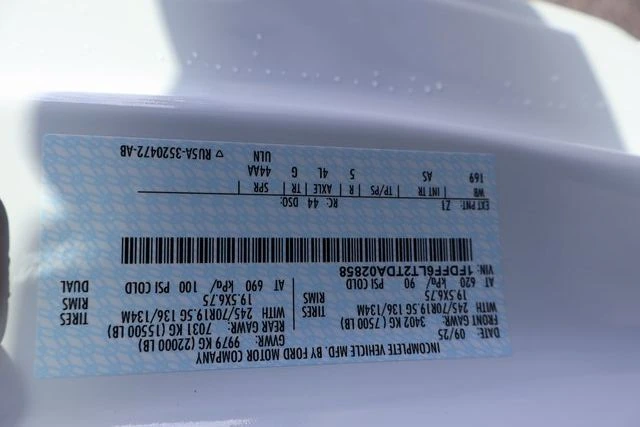 INCOMPLETE VEHICLE MFD. BY FORD MOTOR COMPANY
DATE: 09/25 GVWR: 9979 KG (22000 LB)
FRONT GAWR: 3402 KG (7500 LB) REAR GAWR: 7031 KG (15500 LB)
WITH 245/70R19.5G 136/134M TIRES WITH 245/70R19.5G 136/134M TIRES
19.5X6.75 RIMS 19.5X6.75 RIMS
AT 620 kPa/ 90 PSI COLD AT 690 kPa/ 100 PSI COLD DUAL
VIN: 1FDFF6LT2TDA02858
EXT PNT: Z1 RC: 44 DSO:
WB INT TR TP/PS R AXLE TR SPR
169 AS 5 4L G 44AA
ULN
▽ RU5A-3520472-AB